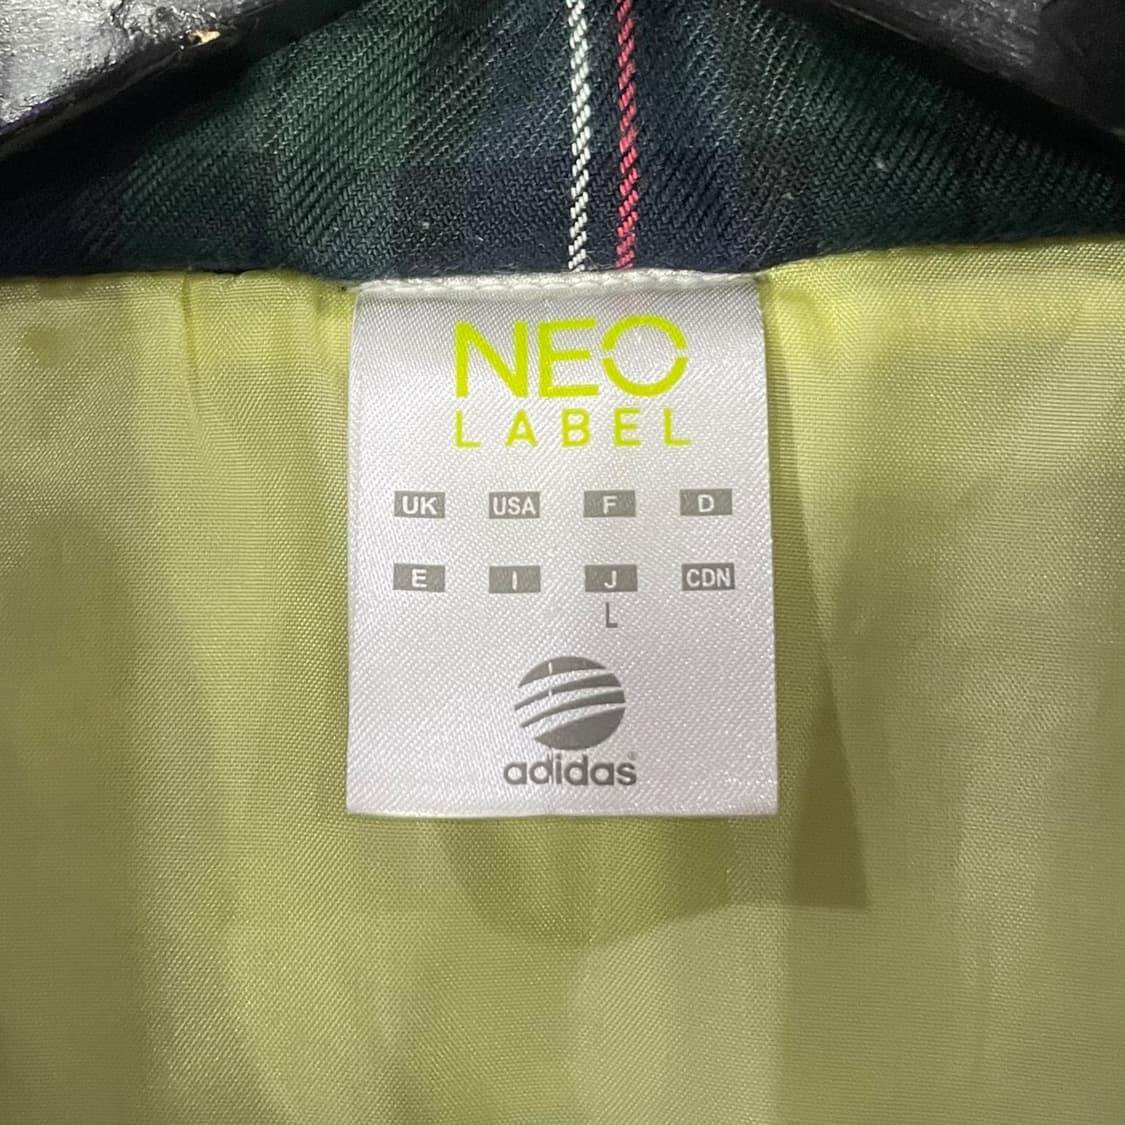 NEO
LABEL
UK USA F D
E I J CDN
L
adidas